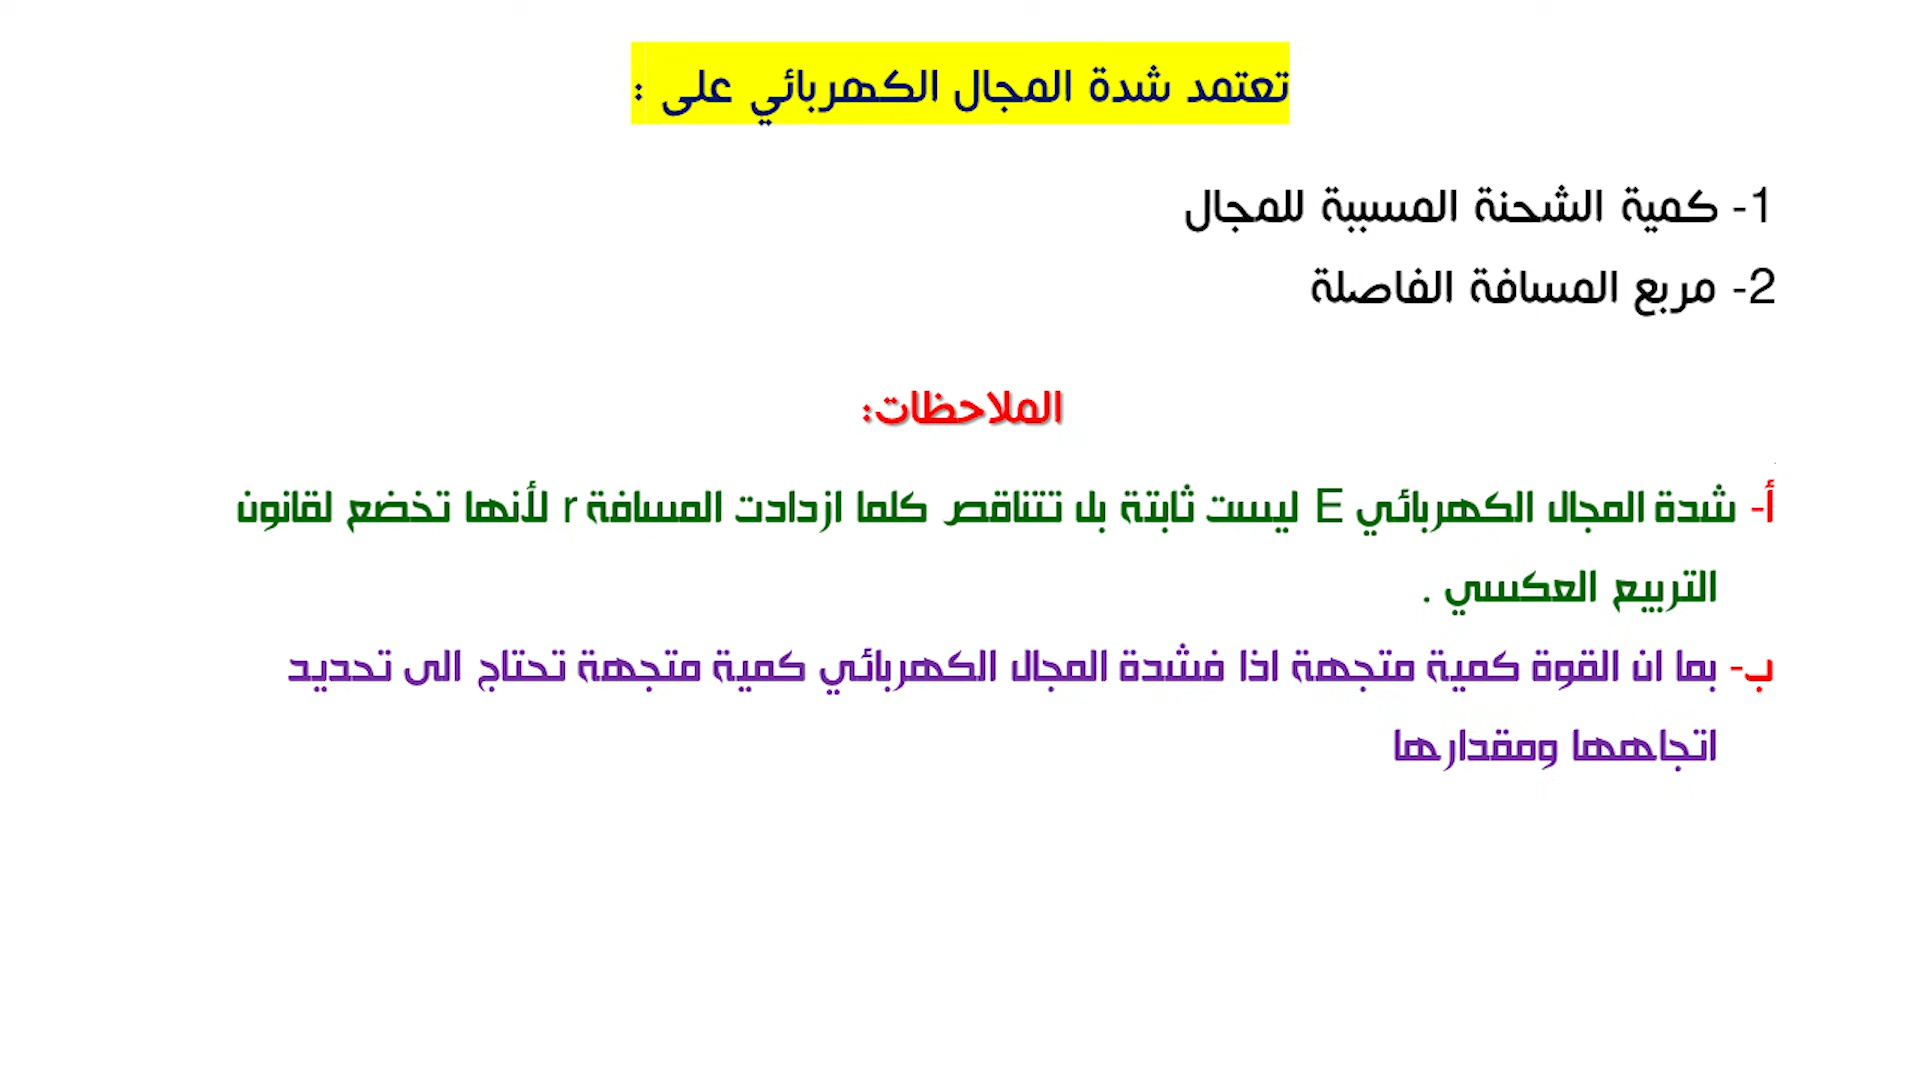 تعتمد شدة المجال الكهربائي على :
1- كمية الشحنة المسببة للمجال
2- مربع المسافة الفاصلة
الملاحظات:
أ- شدة المجال الكهربائي E ليست ثابتة بل تتناقص كلما ازدادت المسافة r لأنها تخضع لقانون
التربيع العكسي .
ب- بما ان القوة كمية متجهة اذا فشدة المجال الكهربائي كمية متجهة تحتاج الى تحديد
اتجاهها ومقدارها